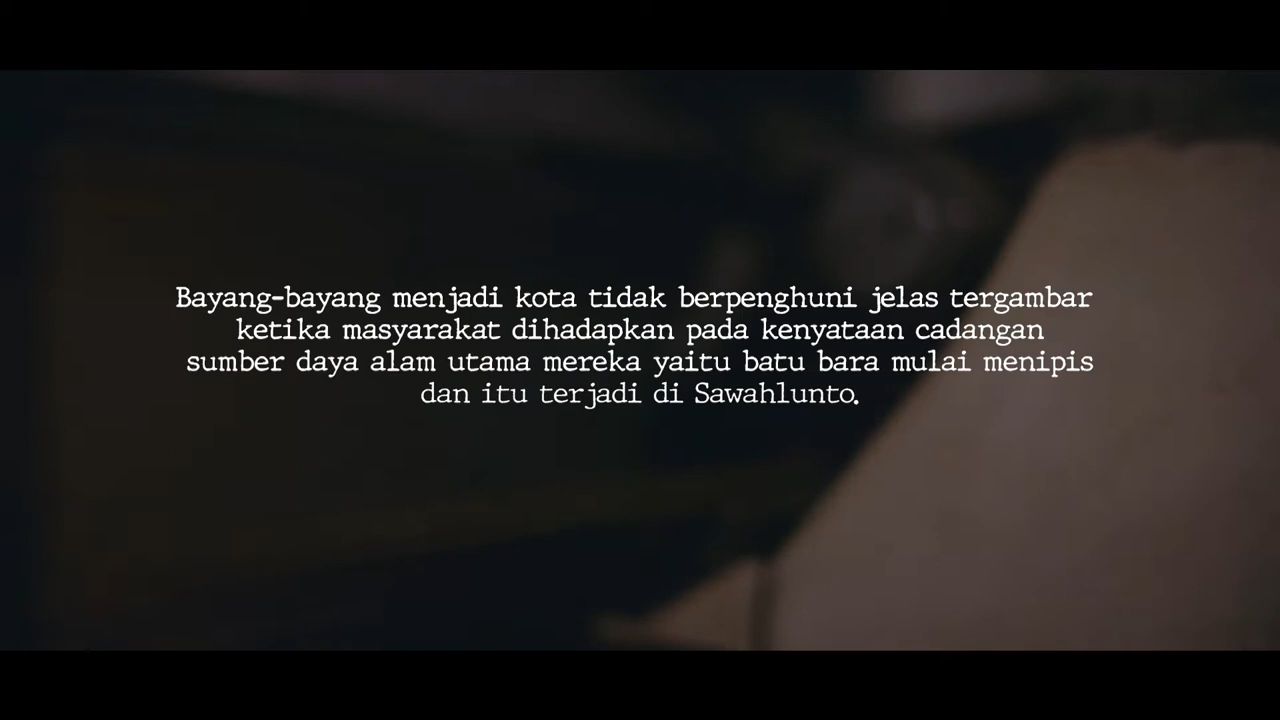 Bayang-bayang menjadi kota tidak berpenghuni jelas tergambar
ketika masyarakat dihadapkan pada kenyataan cadangan
sumber daya alam utama mereka yaitu batu bara mulai menipis
dan itu terjadi di Sawahlunto.